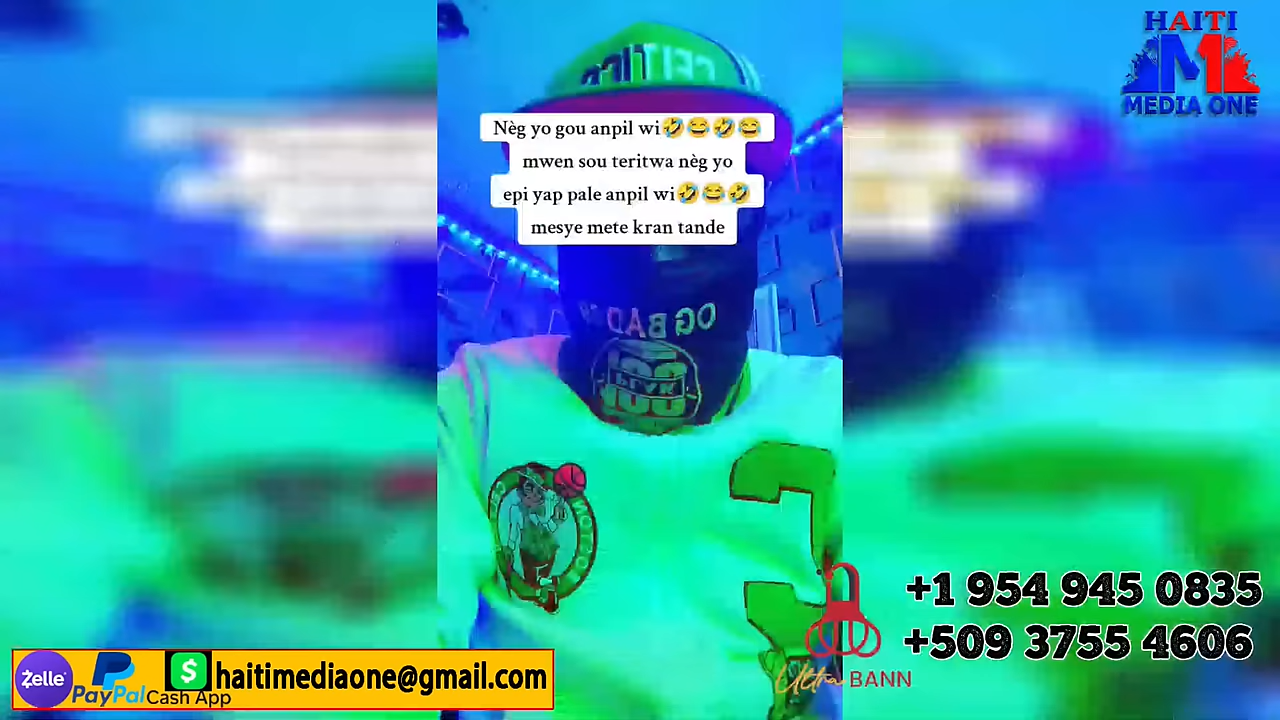 HAITI
MEDIA ONE
Nèg yo gou anpil wi🤣😂🤣😂
mwen sou teritwa nèg yo
epi yap pale anpil wi🤣😂🤣
mesye mete kran tande
CELTICS
OG BAD
+1 954 945 0835
+509 3755 4606
Ultra BANN
Zelle
PayPal
Cash App
haitimediaone@gmail.com